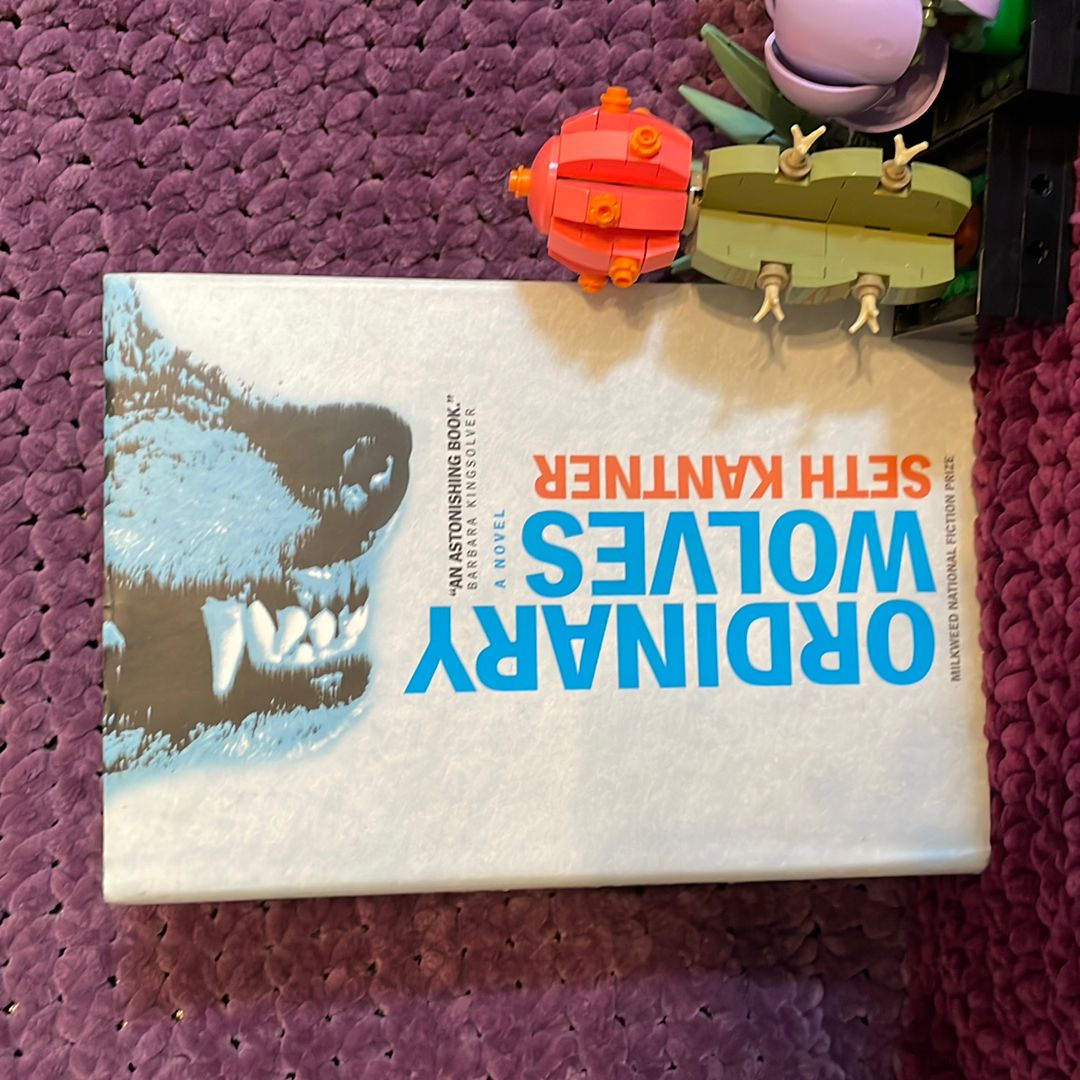 ORDINARY
WOLVES
SETH KANTNER
A NOVEL
“AN ASTONISHING BOOK.”
BARBARA KINGSOLVER
MILKWEED NATIONAL FICTION PRIZE